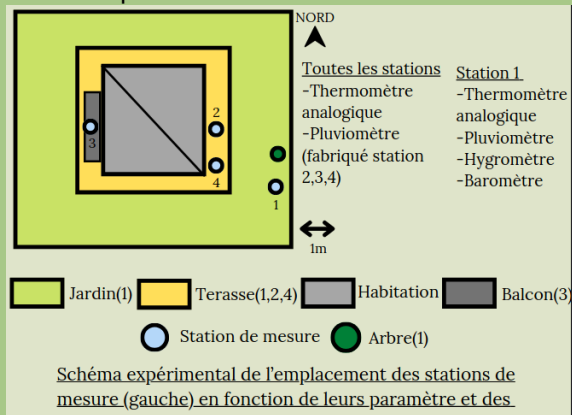 NORD
Toutes les stations
-Thermomètre
analogique
-Pluviomètre
(fabriqué station
2,3,4)
Station 1
-Thermomètre
analogique
-Pluviomètre
-Hygromètre
-Baromètre
2
3
4
1
1m
Jardin(1)
Terasse(1,2,4)
Habitation
Balcon(3)
Station de mesure
Arbre(1)
Schéma expérimental de l'emplacement des stations de
mesure (gauche) en fonction de leurs paramètre et des